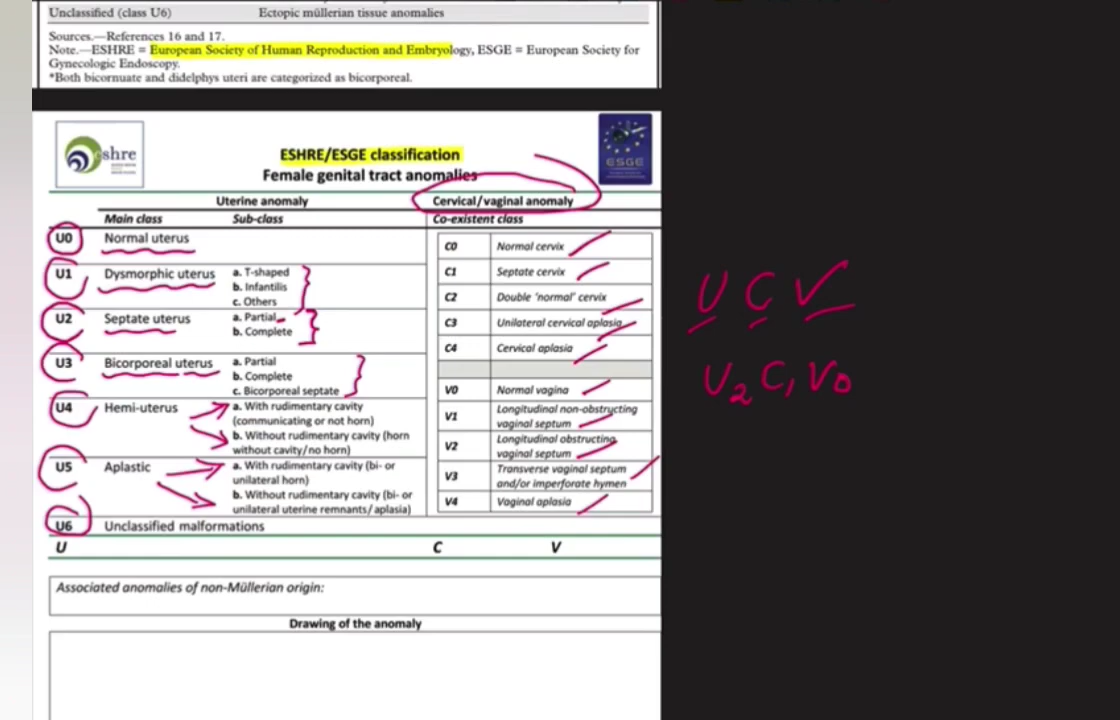 Unclassified (class U6) Ectopic müllerian tissue anomalies
Sources.—References 16 and 17.
Note.—ESHRE = European Society of Human Reproduction and Embryology, ESGE = European Society for
Gynecologic Endoscopy.
*Both bicornuate and didelphys uteri are categorized as bicorporeal.
eshre
ESGE
ESHRE/ESGE classification
Female genital tract anomalies
Uterine anomaly
Main class Sub-class
U0 Normal uterus
U1 Dysmorphic uterus a. T-shaped
b. Infantilis
c. Others
U2 Septate uterus a. Partial
b. Complete
U3 Bicorporeal uterus a. Partial
b. Complete
c. Bicorporeal septate
U4 Hemi-uterus a. With rudimentary cavity
(communicating or not horn)
b. Without rudimentary cavity (horn
without cavity/no horn)
U5 Aplastic a. With rudimentary cavity (bi- or
unilateral horn)
b. Without rudimentary cavity (bi- or
unilateral uterine remnants/ aplasia)
U6 Unclassified malformations
Cervical/vaginal anomaly
Co-existent class
C0 Normal cervix
C1 Septate cervix
C2 Double 'normal' cervix
C3 Unilateral cervical aplasia
C4 Cervical aplasia
V0 Normal vagina
V1 Longitudinal non-obstructing
vaginal septum
V2 Longitudinal obstructing
vaginal septum
V3 Transverse vaginal septum
and/or imperforate hymen
V4 Vaginal aplasia
U C V
Associated anomalies of non-Müllerian origin:
Drawing of the anomaly
U C V
U2 C1 V0